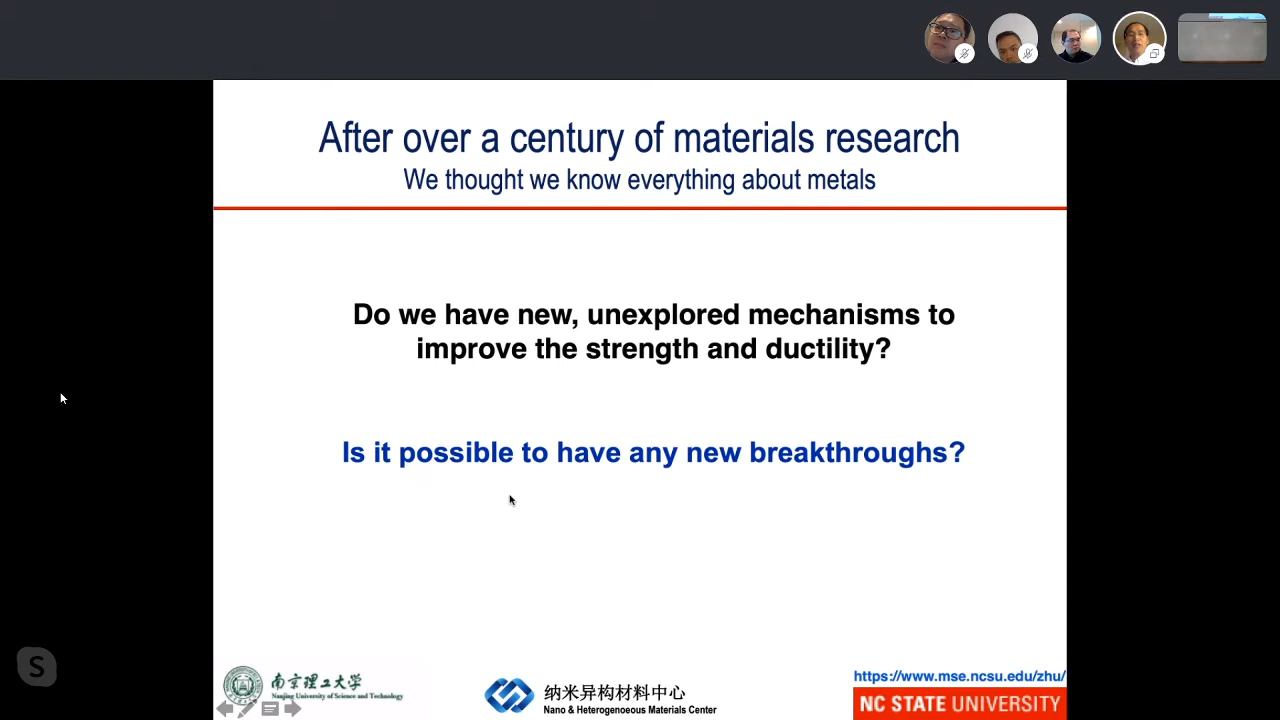 After over a century of materials research
We thought we know everything about metals
Do we have new, unexplored mechanisms to
improve the strength and ductility?
Is it possible to have any new breakthroughs?
S
南京理工大学
Nanjing University of Science and Technology
纳米异构材料中心
Nano & Heterogenoeous Materials Center
https://www.mse.ncsu.edu/zhu/
NC STATE UNIVERSITY